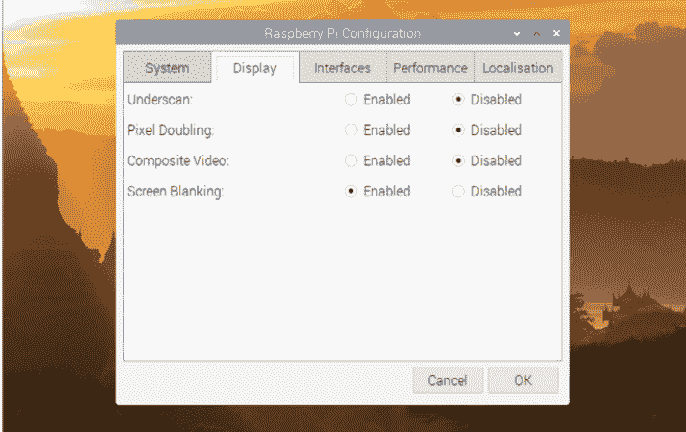 Raspberry Pi Configuration
System Display Interfaces Performance Localisation
Underscan: Enabled Disabled
Pixel Doubling: Enabled Disabled
Composite Video: Enabled Disabled
Screen Blanking: Enabled Disabled
Cancel OK